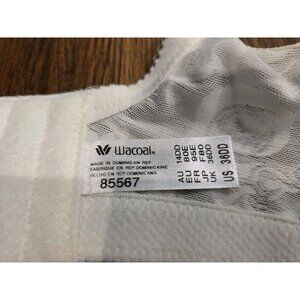 Wacoal®
MADE IN DOMINICAN REP.
FABRIQUE EN REP DOMINICAINE
HECHO EN REP DOMINICANA
85567
AU 14DD
EU 80E
FR 95E
JP F80
UK 36DD
US 36DD